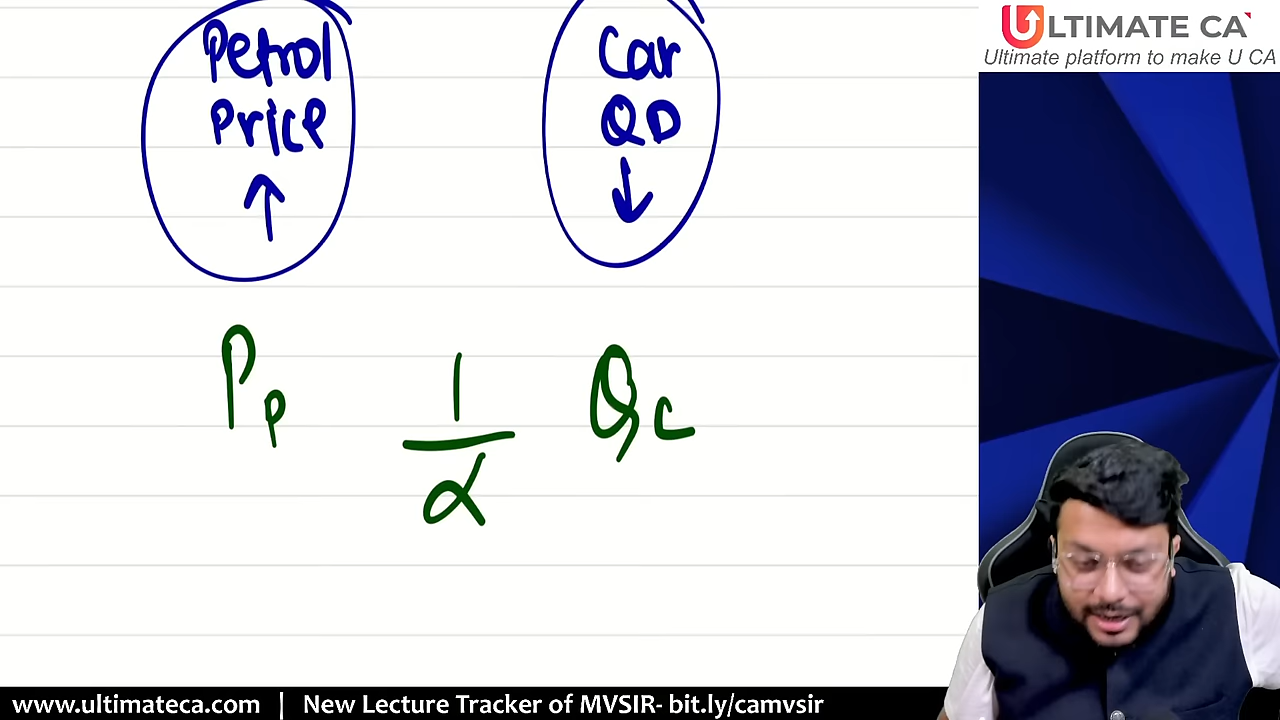 Petrol
Price
↑
Car
QD
↓
Pp 1/α Qc
ULTIMATE CA
Ultimate platform to make U CA
www.ultimateca.com | New Lecture Tracker of MVSIR- bit.ly/camvsir